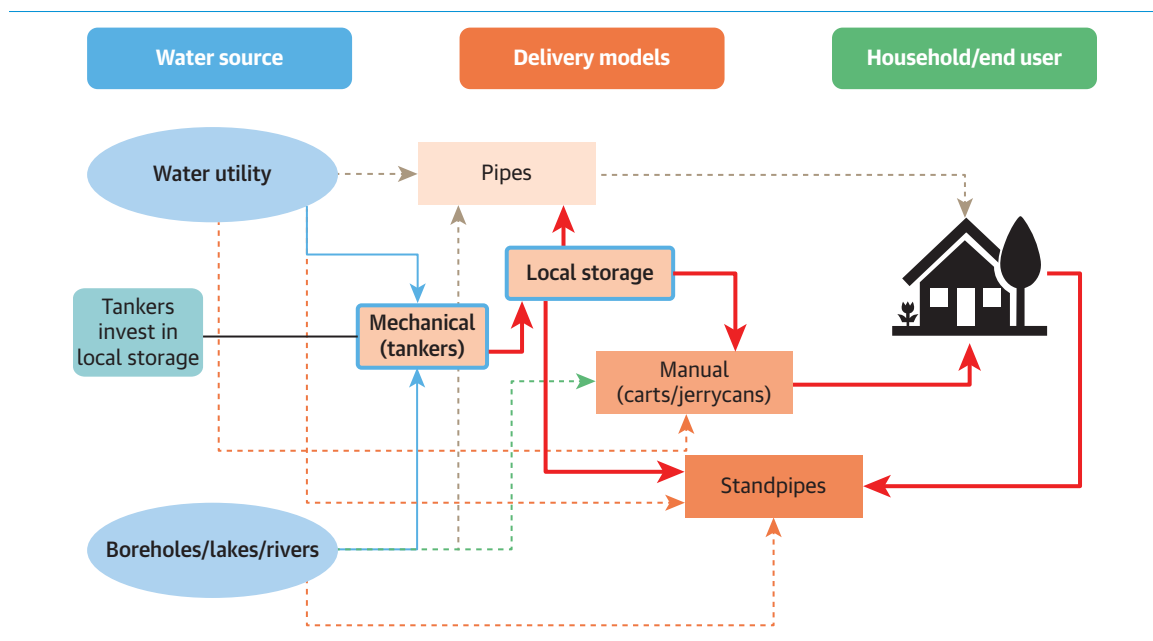 Water source
Delivery models
Household/end user
Water utility
Pipes
Local storage
Tankers
invest in
local storage
Mechanical
(tankers)
Manual
(carts/jerrycans)
Standpipes
Boreholes/lakes/rivers